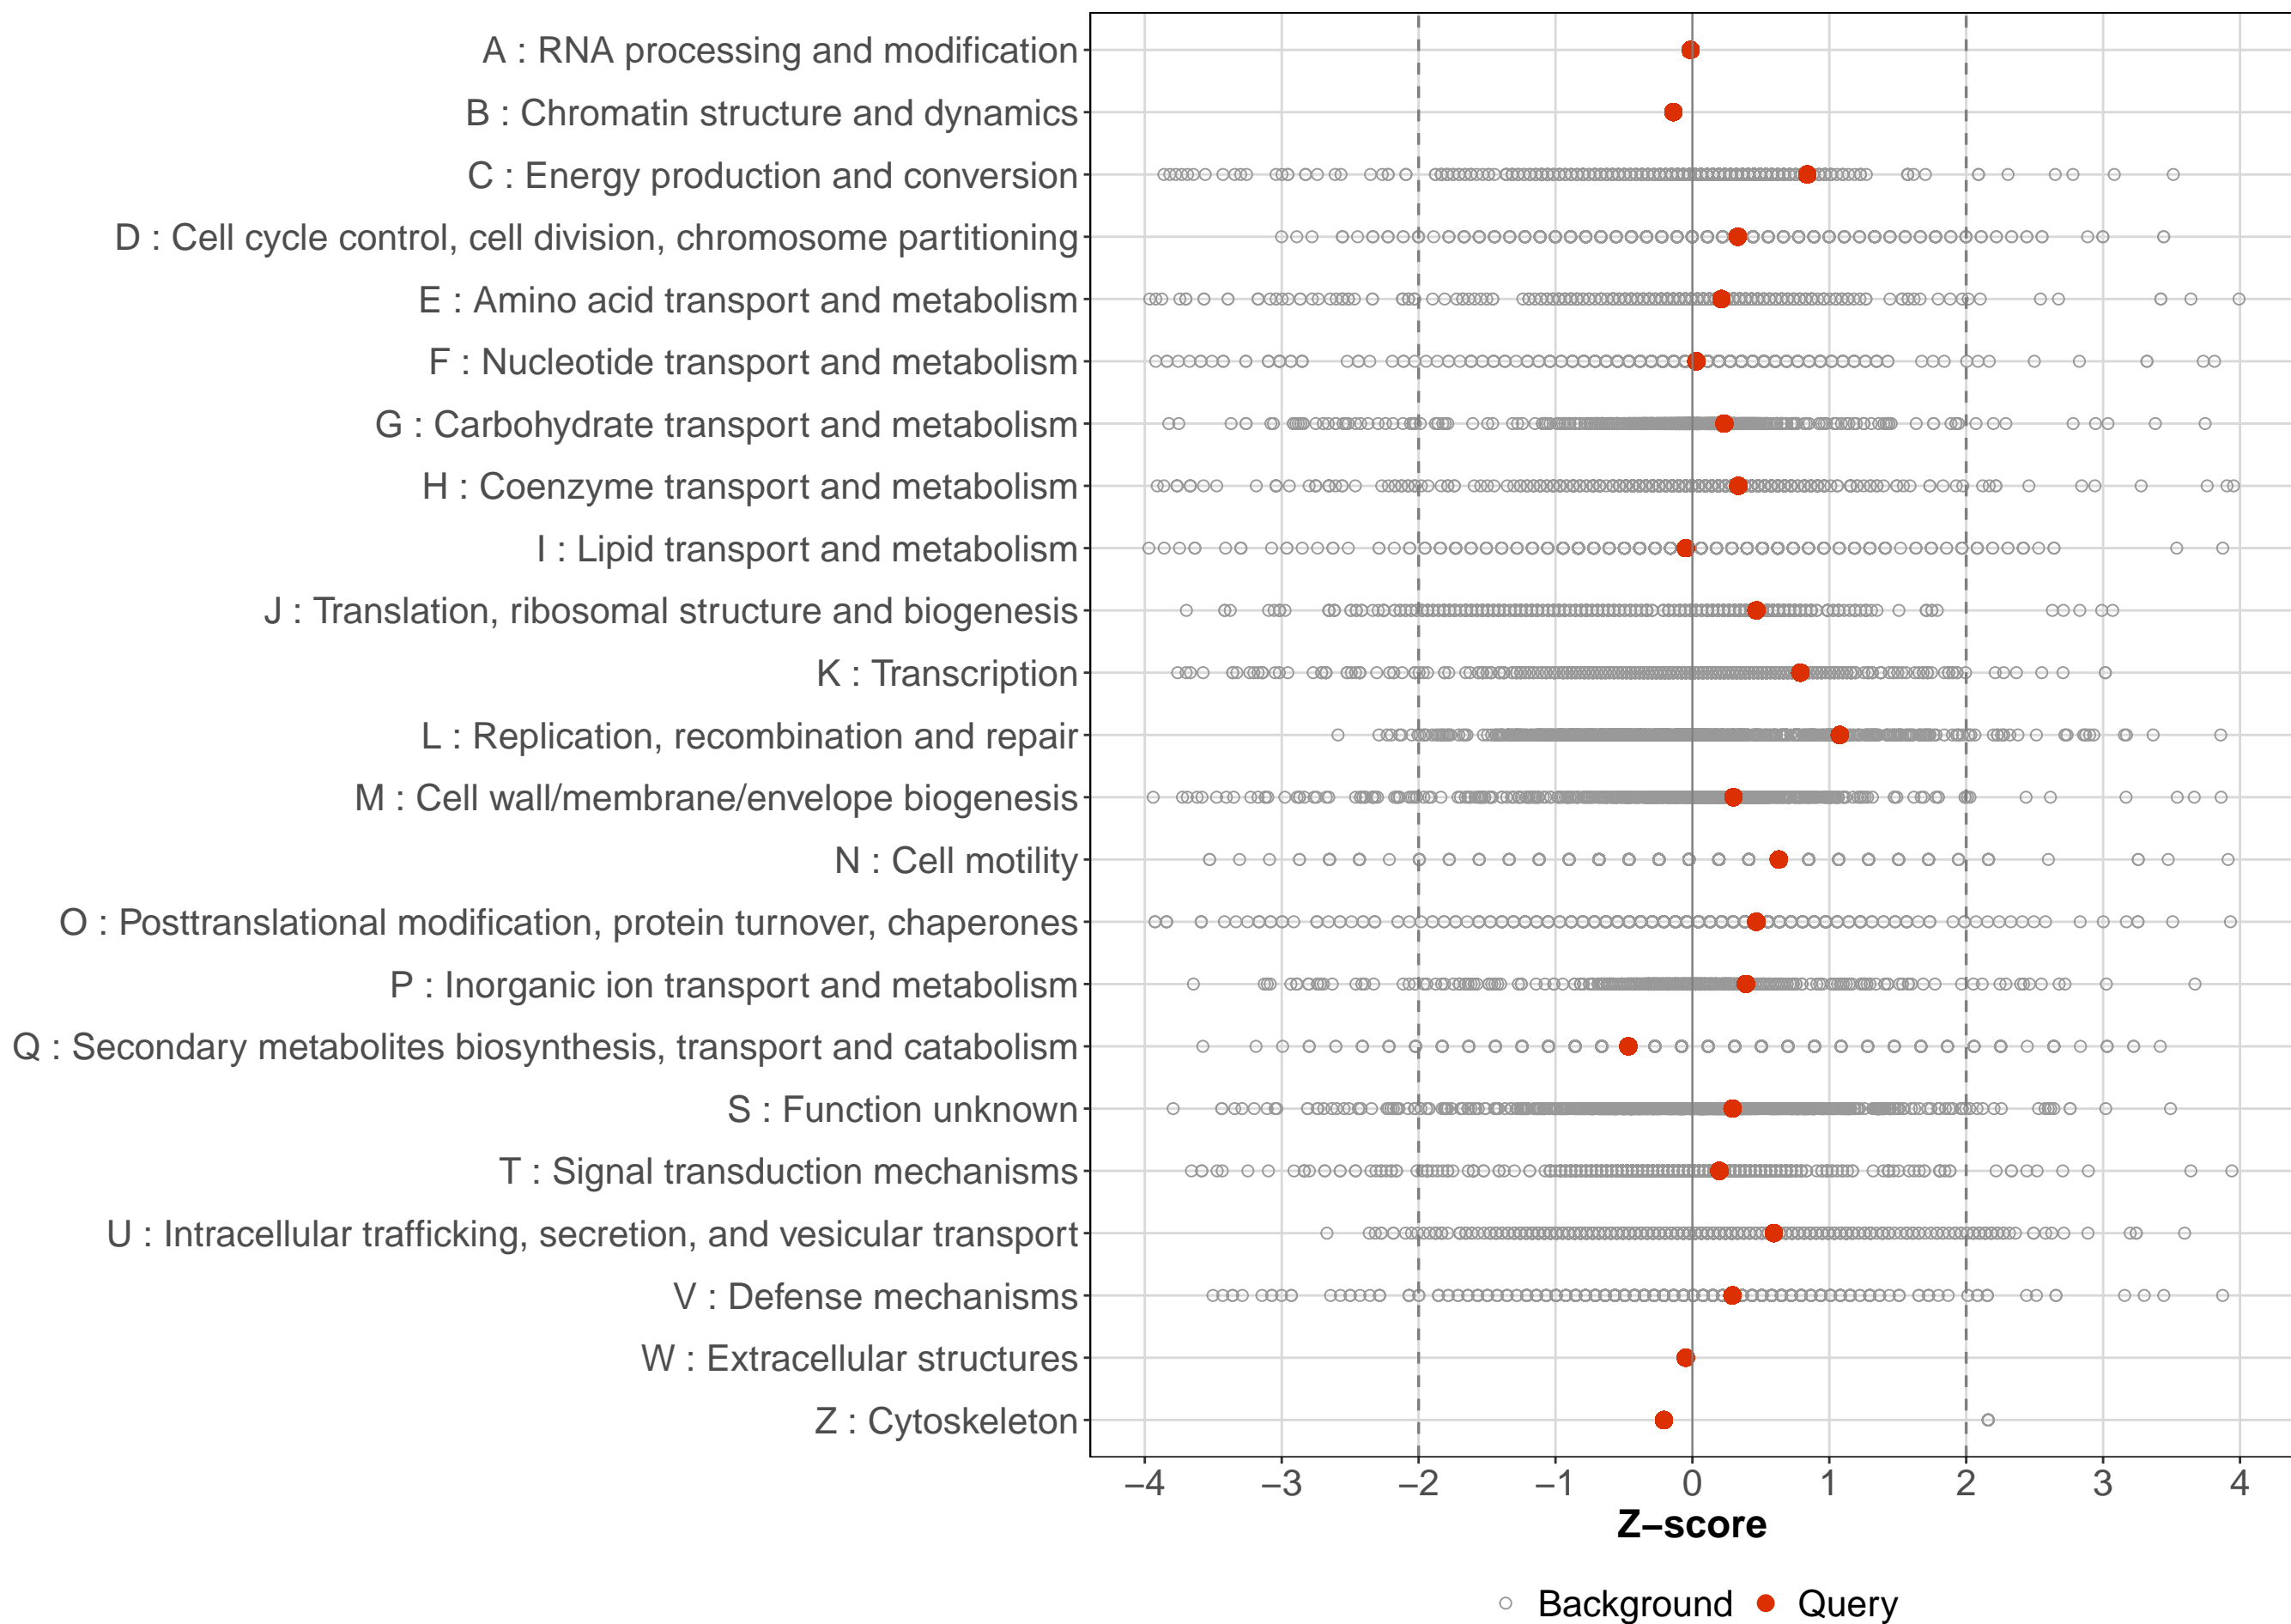 A : RNA processing and modification
B : Chromatin structure and dynamics
C : Energy production and conversion
D : Cell cycle control, cell division, chromosome partitioning
E : Amino acid transport and metabolism
F : Nucleotide transport and metabolism
G : Carbohydrate transport and metabolism
H : Coenzyme transport and metabolism
I : Lipid transport and metabolism
J : Translation, ribosomal structure and biogenesis
K : Transcription
L : Replication, recombination and repair
M : Cell wall/membrane/envelope biogenesis
N : Cell motility
O : Posttranslational modification, protein turnover, chaperones
P : Inorganic ion transport and metabolism
Q : Secondary metabolites biosynthesis, transport and catabolism
S : Function unknown
T : Signal transduction mechanisms
U : Intracellular trafficking, secretion, and vesicular transport
V : Defense mechanisms
W : Extracellular structures
Z : Cytoskeleton
−4 −3 −2 −1 0 1 2 3 4
Z−score
Background Query